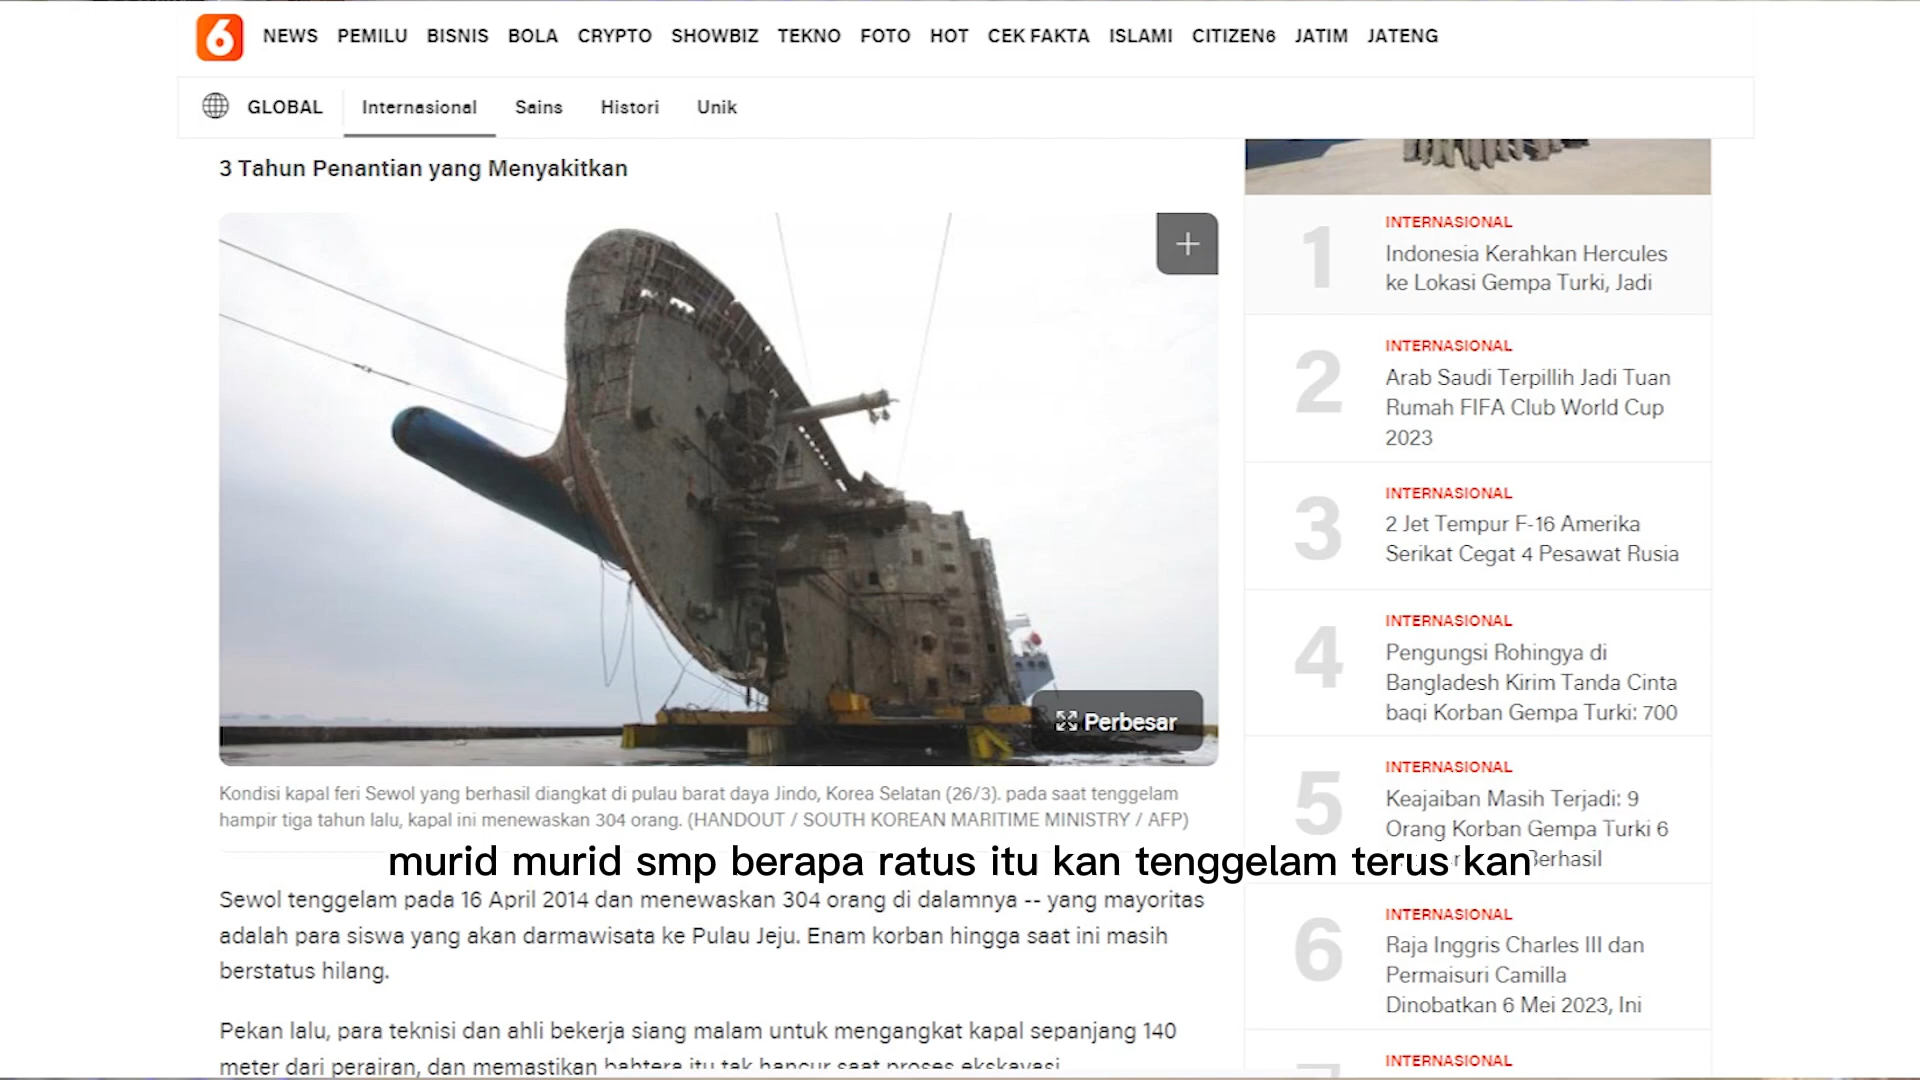 6 NEWS PEMILU BISNIS BOLA CRYPTO SHOWBIZ TEKNO FOTO HOT CEK FAKTA ISLAMI CITIZEN6 JATIM JATENG
GLOBAL Internasional Sains Histori Unik
3 Tahun Penantian yang Menyakitkan
Perbesar
Kondisi kapal feri Sewol yang berhasil diangkat di pulau barat daya Jindo, Korea Selatan (26/3). pada saat tenggelam
hampir tiga tahun lalu, kapal ini menewaskan 304 orang. (HANDOUT / SOUTH KOREAN MARITIME MINISTRY / AFP)
murid murid smp berapa ratus itu kan tenggelam terus kan
Sewol tenggelam pada 16 April 2014 dan menewaskan 304 orang di dalamnya -- yang mayoritas
adalah para siswa yang akan darmawisata ke Pulau Jeju. Enam korban hingga saat ini masih
berstatus hilang.
Pekan lalu, para teknisi dan ahli bekerja siang malam untuk mengangkat kapal sepanjang 140
meter dari perairan, dan memastikan bahtera itu tak hancur saat proses ekskavasi.
1
INTERNASIONAL
Indonesia Kerahkan Hercules
ke Lokasi Gempa Turki, Jadi
2
INTERNASIONAL
Arab Saudi Terpillih Jadi Tuan
Rumah FIFA Club World Cup
2023
3
INTERNASIONAL
2 Jet Tempur F-16 Amerika
Serikat Cegat 4 Pesawat Rusia
4
INTERNASIONAL
Pengungsi Rohingya di
Bangladesh Kirim Tanda Cinta
bagi Korban Gempa Turki: 700
5
INTERNASIONAL
Keajaiban Masih Terjadi: 9
Orang Korban Gempa Turki 6
Berhasil
6
INTERNASIONAL
Raja Inggris Charles III dan
Permaisuri Camilla
Dinobatkan 6 Mei 2023, Ini
INTERNASIONAL